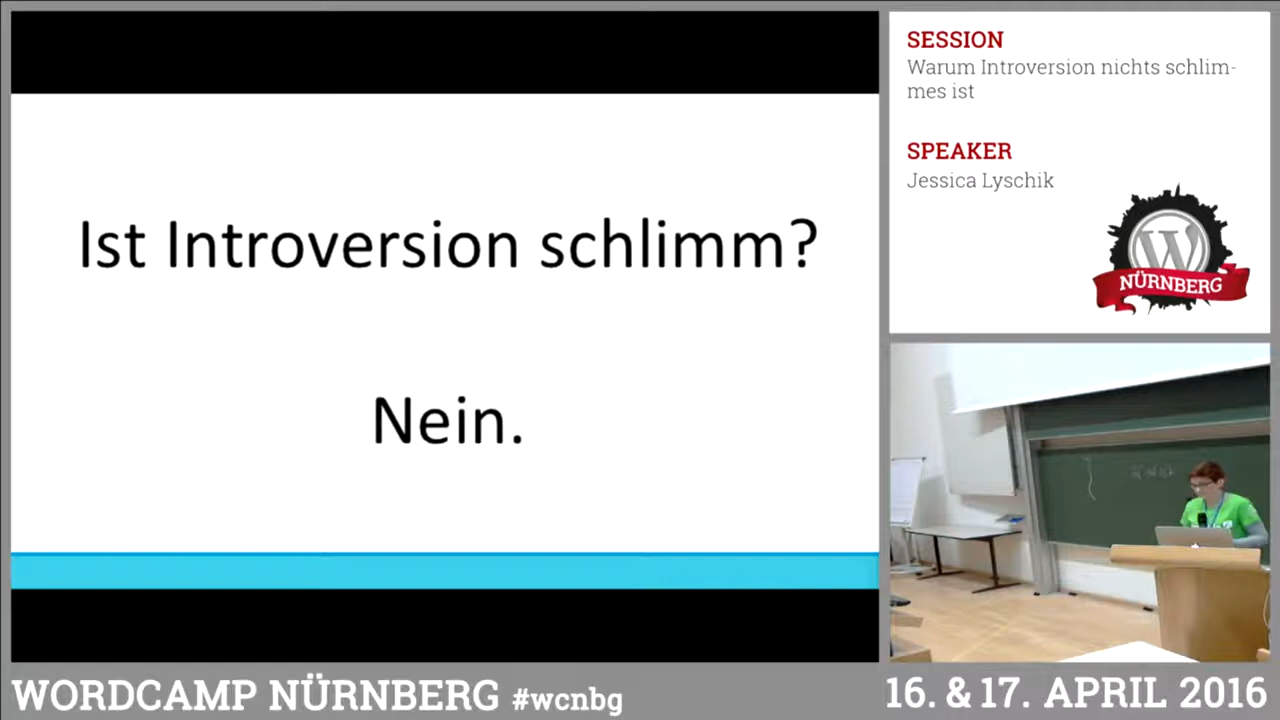 Ist Introversion schlimm?
Nein.
SESSION
Warum Introversion nichts schlim-
mes ist
SPEAKER
Jessica Lyschik
W
NÜRNBERG
WORDCAMP NÜRNBERG #wcnbg
16. & 17. APRIL 2016